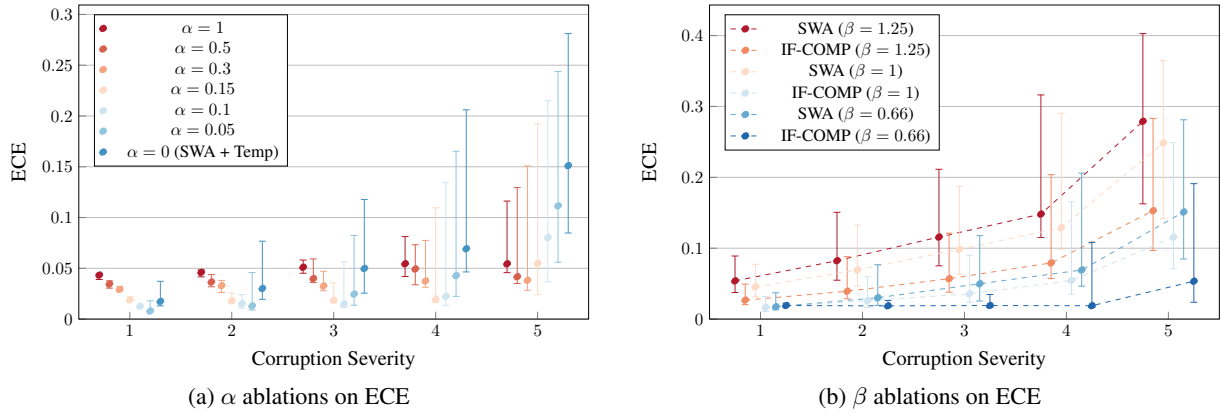 0.3
0.25
0.2
0.15
0.1
0.05
0
ECE
α = 1
α = 0.5
α = 0.3
α = 0.15
α = 0.1
α = 0.05
α = 0 (SWA + Temp)
1 2 3 4 5
Corruption Severity
(a) α ablations on ECE
0.4
0.3
0.2
0.1
0
ECE
SWA (β = 1.25)
IF-COMP (β = 1.25)
SWA (β = 1)
IF-COMP (β = 1)
SWA (β = 0.66)
IF-COMP (β = 0.66)
1 2 3 4 5
Corruption Severity
(b) β ablations on ECE